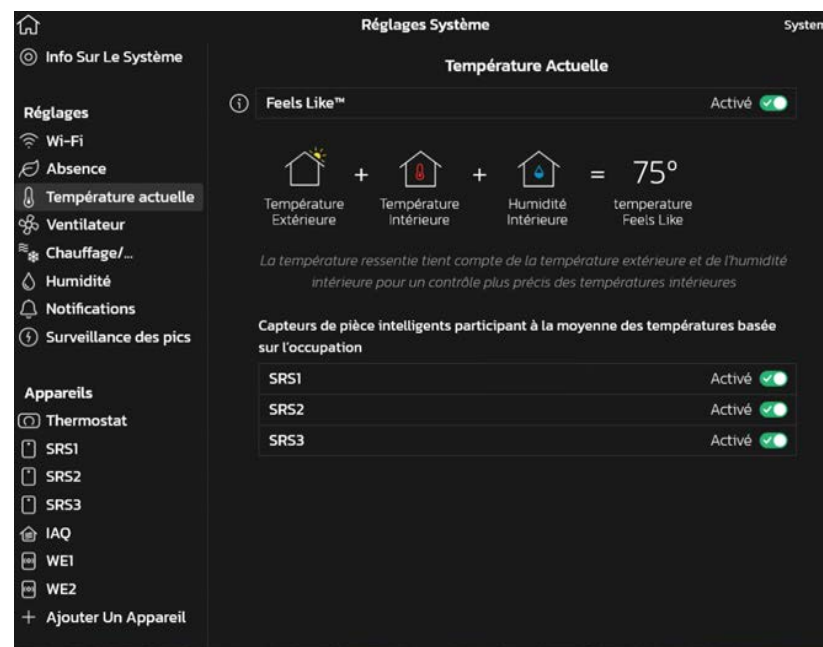 Réglages Système
System
Info Sur Le Système
Réglages
Wi-Fi
Absence
Température actuelle
Ventilateur
Chauffage/...
Humidité
Notifications
Surveillance des pics
Appareils
Thermostat
SRS1
SRS2
SRS3
IAQ
WE1
WE2
+ Ajouter Un Appareil
Température Actuelle
Feels Like™ Activé
+ + = 75°
Température Température Humidité temperature
Extérieure Intérieure Intérieure Feels Like
La température ressentie tient compte de la température extérieure et de l'humidité
intérieure pour un contrôle plus précis des températures intérieures
Capteurs de pièce intelligents participant à la moyenne des températures basée
sur l'occupation
SRS1 Activé
SRS2 Activé
SRS3 Activé